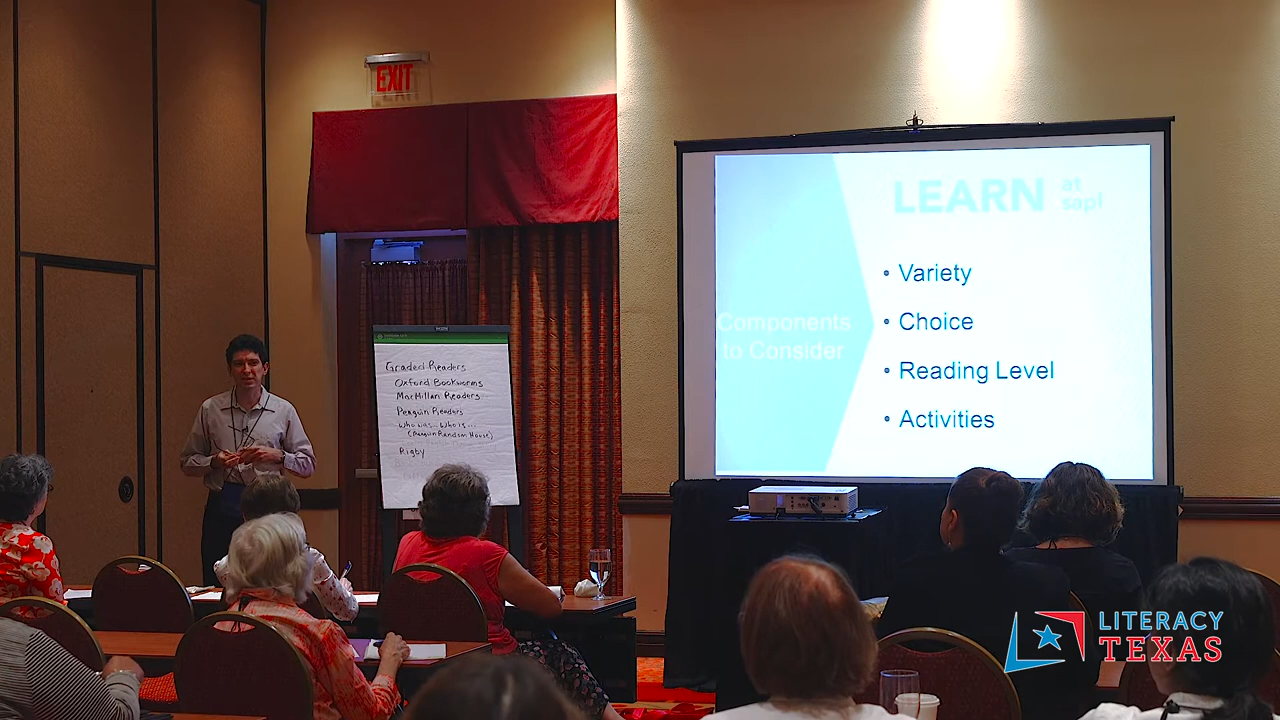 EXIT
Graded Readers
Oxford Bookworms
MacMillan Readers
Penguin Readers
Who was... Who is...
(Penguin Random House)
Rigby
LEARN at sapl
Components
to Consider
• Variety
• Choice
• Reading Level
• Activities
LITERACY
TEXAS